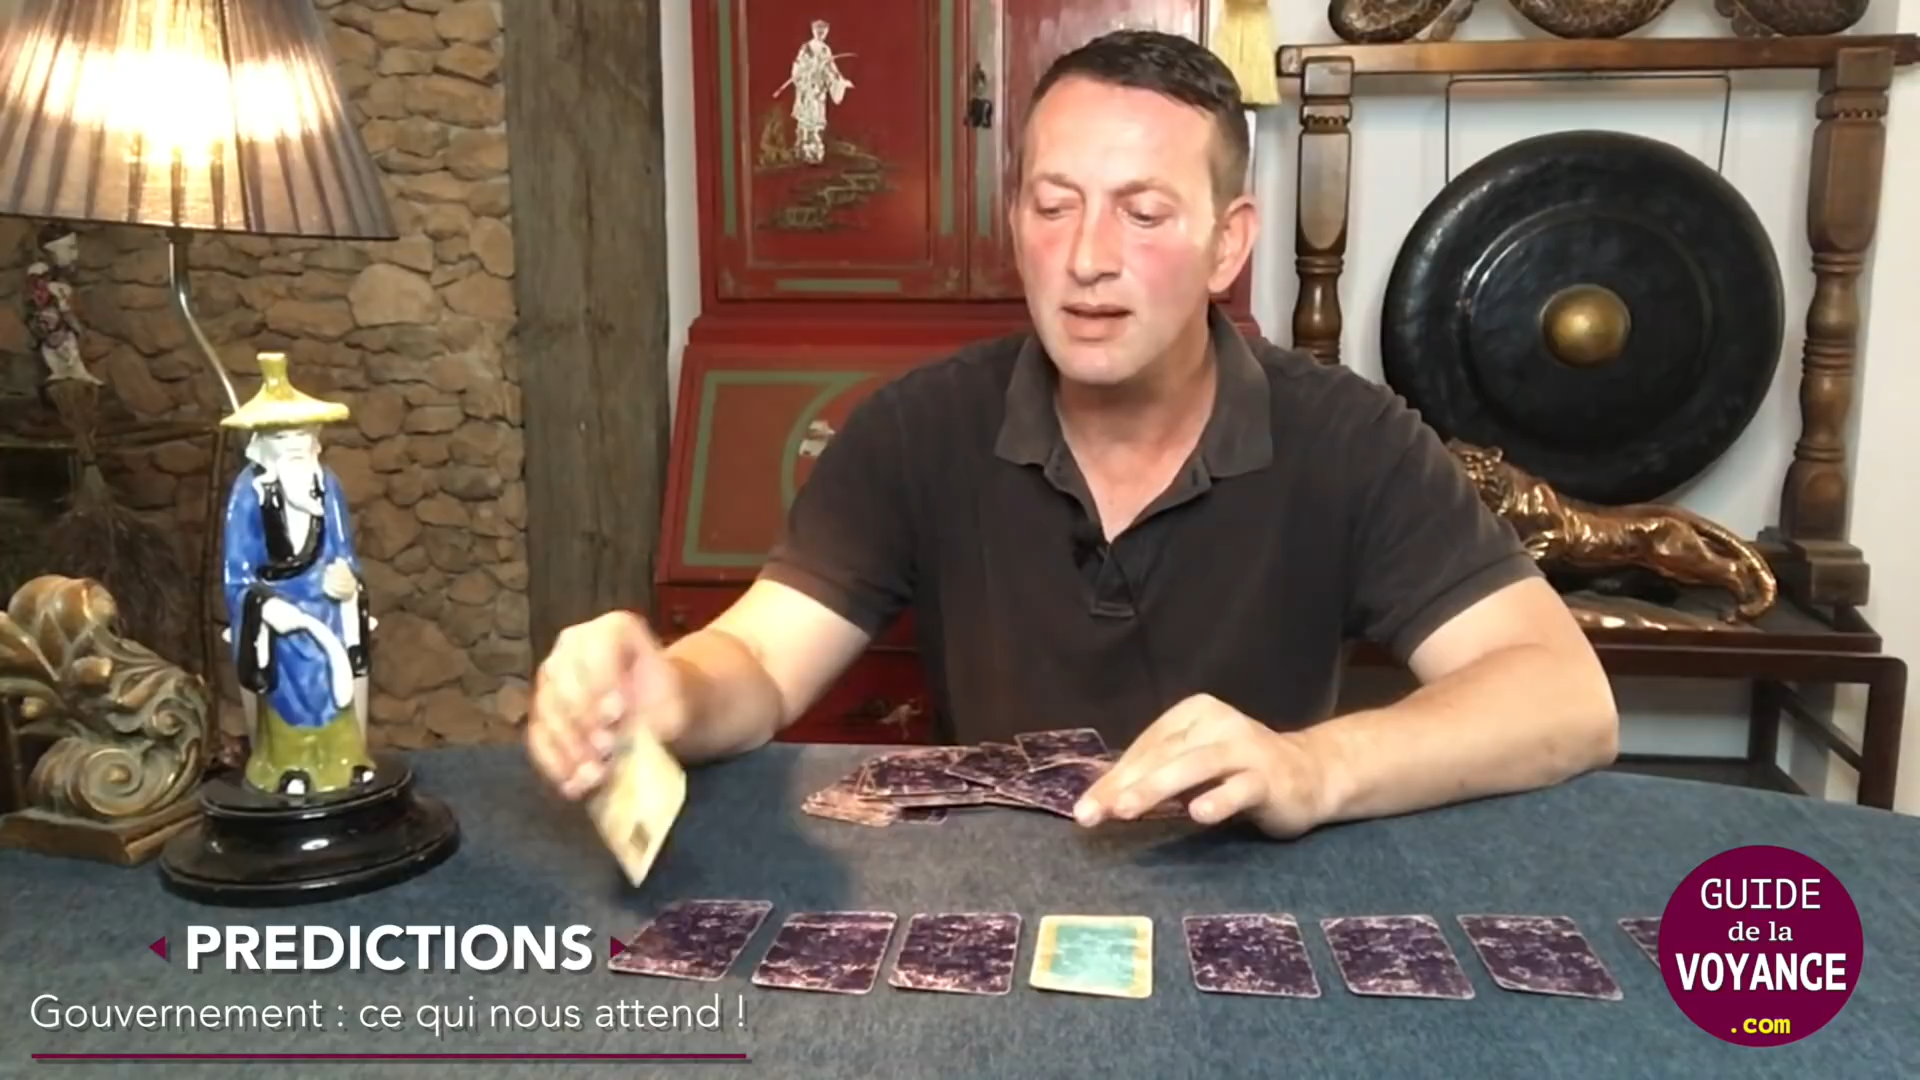 PREDICTIONS
Gouvernement : ce qui nous attend !
GUIDE
de la
VOYANCE
.com